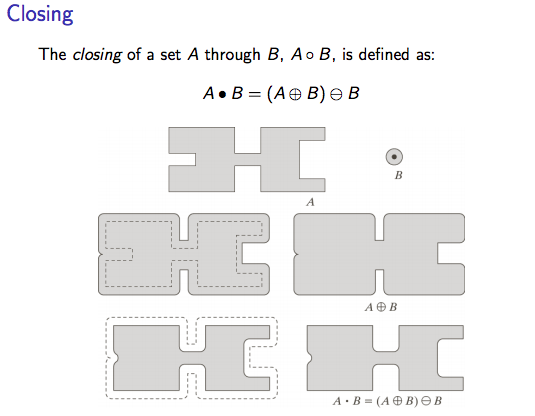 Closing
The closing of a set A through B, A ∘ B, is defined as:
A • B = (A ⊕ B) ⊖ B
B
A
A ⊕ B
A · B = (A ⊕ B) ⊖ B